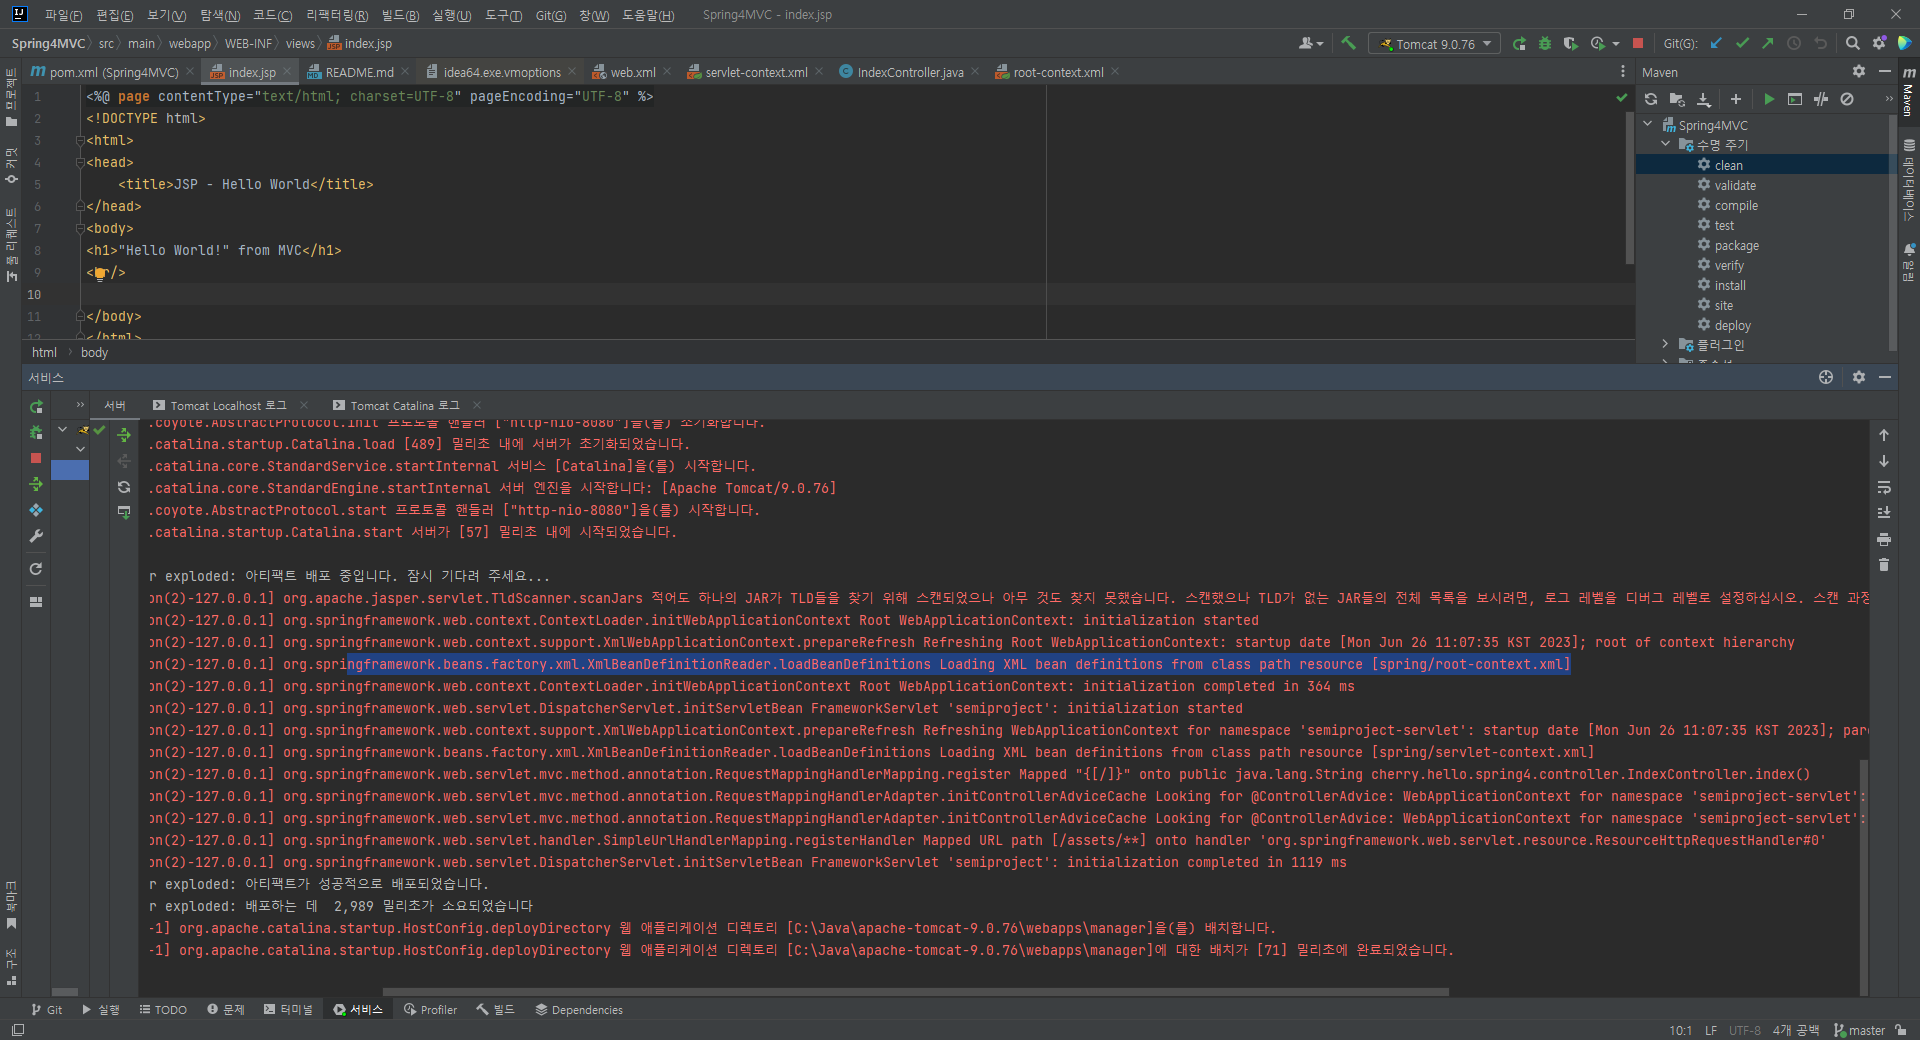 파일(F) 편집(E) 보기(V) 탐색(N) 코드(C) 리팩터링(R) 빌드(B) 실행(U) 도구(T) Git(G) 창(W) 도움말(H) Spring4MVC - index.jsp
Spring4MVC src main webapp WEB-INF views index.jsp
Tomcat 9.0.76
Git(G):
pom.xml (Spring4MVC)
index.jsp
README.md
idea64.exe.vmoptions
web.xml
servlet-context.xml
IndexController.java
root-context.xml
1 <%@ page contentType="text/html; charset=UTF-8" pageEncoding="UTF-8" %>
2 <!DOCTYPE html>
3 <html>
4 <head>
5 <title>JSP - Hello World</title>
6 </head>
7 <body>
8 <h1>"Hello World!" from MVC</h1>
9 < r/>
10
11 </body>
12 </html>
html body
Maven
Spring4MVC
수명 주기
clean
validate
compile
test
package
verify
install
site
deploy
플러그인
프로젝트
커밋
풀 리퀘스트
북마크
구조
Maven
데이터베이스
알림
서비스
서버 Tomcat Localhost 로그 Tomcat Catalina 로그
.coyote.AbstractProtocol.init 프로토콜 핸들러 ["http-nio-8080"]을(를) 초기화합니다.
.catalina.startup.Catalina.load [489] 밀리초 내에 서버가 초기화되었습니다.
.catalina.core.StandardService.startInternal 서비스 [Catalina]을(를) 시작합니다.
.catalina.core.StandardEngine.startInternal 서버 엔진을 시작합니다: [Apache Tomcat/9.0.76]
.coyote.AbstractProtocol.start 프로토콜 핸들러 ["http-nio-8080"]을(를) 시작합니다.
.catalina.startup.Catalina.start 서버가 [57] 밀리초 내에 시작되었습니다.
r exploded: 아티팩트 배포 중입니다. 잠시 기다려 주세요...
on(2)-127.0.0.1] org.apache.jasper.servlet.TldScanner.scanJars 적어도 하나의 JAR가 TLD들을 찾기 위해 스캔되었으나 아무 것도 찾지 못했습니다. 스캔했으나 TLD가 없는 JAR들의 전체 목록을 보시려면, 로그 레벨을 디버그 레벨로 설정하십시오. 스캔 과정
on(2)-127.0.0.1] org.springframework.web.context.ContextLoader.initWebApplicationContext Root WebApplicationContext: initialization started
on(2)-127.0.0.1] org.springframework.web.context.support.XmlWebApplicationContext.prepareRefresh Refreshing Root WebApplicationContext: startup date [Mon Jun 26 11:07:35 KST 2023]; root of context hierarchy
on(2)-127.0.0.1] org.springframework.beans.factory.xml.XmlBeanDefinitionReader.loadBeanDefinitions Loading XML bean definitions from class path resource [spring/root-context.xml]
on(2)-127.0.0.1] org.springframework.web.context.ContextLoader.initWebApplicationContext Root WebApplicationContext: initialization completed in 364 ms
on(2)-127.0.0.1] org.springframework.web.servlet.DispatcherServlet.initServletBean FrameworkServlet 'semiproject': initialization started
on(2)-127.0.0.1] org.springframework.web.context.support.XmlWebApplicationContext.prepareRefresh Refreshing WebApplicationContext for namespace 'semiproject-servlet': startup date [Mon Jun 26 11:07:35 KST 2023]; par
on(2)-127.0.0.1] org.springframework.beans.factory.xml.XmlBeanDefinitionReader.loadBeanDefinitions Loading XML bean definitions from class path resource [spring/servlet-context.xml]
on(2)-127.0.0.1] org.springframework.web.servlet.mvc.method.annotation.RequestMappingHandlerMapping.register Mapped "{[/]}" onto public java.lang.String cherry.hello.spring4.controller.IndexController.index()
on(2)-127.0.0.1] org.springframework.web.servlet.mvc.method.annotation.RequestMappingHandlerAdapter.initControllerAdviceCache Looking for @ControllerAdvice: WebApplicationContext for namespace 'semiproject-servlet':
on(2)-127.0.0.1] org.springframework.web.servlet.mvc.method.annotation.RequestMappingHandlerAdapter.initControllerAdviceCache Looking for @ControllerAdvice: WebApplicationContext for namespace 'semiproject-servlet':
on(2)-127.0.0.1] org.springframework.web.servlet.handler.SimpleUrlHandlerMapping.registerHandler Mapped URL path [/assets/**] onto handler 'org.springframework.web.servlet.resource.ResourceHttpRequestHandler#0'
on(2)-127.0.0.1] org.springframework.web.servlet.DispatcherServlet.initServletBean FrameworkServlet 'semiproject': initialization completed in 1119 ms
r exploded: 아티팩트가 성공적으로 배포되었습니다.
r exploded: 배포하는 데 2,989 밀리초가 소요되었습니다
-1] org.apache.catalina.startup.HostConfig.deployDirectory 웹 애플리케이션 디렉토리 [C:\Java\apache-tomcat-9.0.76\webapps\manager]을(를) 배치합니다.
-1] org.apache.catalina.startup.HostConfig.deployDirectory 웹 애플리케이션 디렉토리 [C:\Java\apache-tomcat-9.0.76\webapps\manager]에 대한 배치가 [71] 밀리초에 완료되었습니다.
Git 실행 TODO 문제 터미널 서비스 Profiler 빌드 Dependencies
10:1 LF UTF-8 4개 공백 master